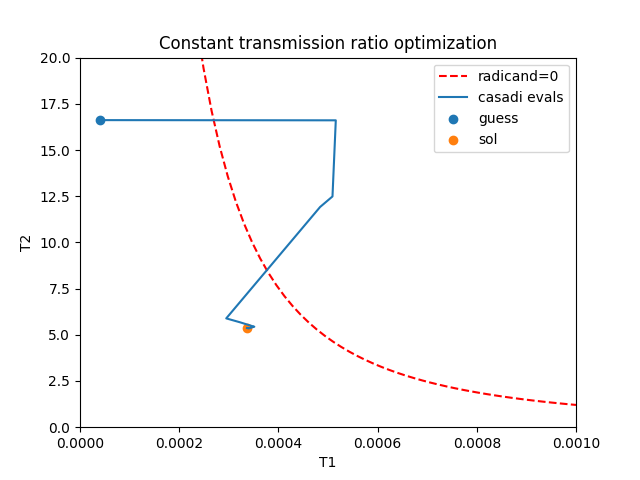 Constant transmission ratio optimization
20.0
17.5
15.0
12.5
10.0
7.5
5.0
2.5
0.0
T2
radicand=0
casadi evals
guess
sol
0.0000
0.0002
0.0004
0.0006
0.0008
0.0010
T1